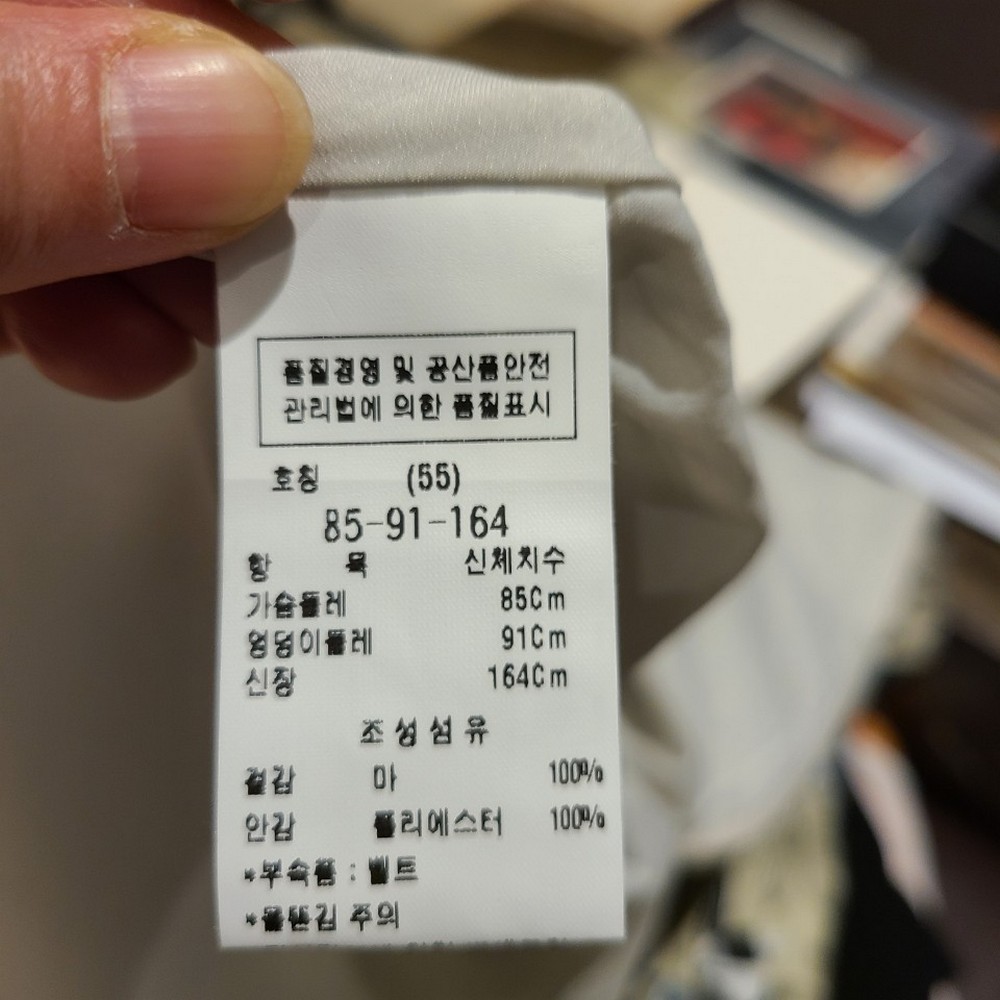 품질경영 및 공산품안전
관리법에 의한 품질표시
호칭 (55)
85-91-164
항 목 신체치수
가슴둘레 85Cm
엉덩이둘레 91Cm
신장 164Cm
조성섬유
겉감 마 100%
안감 폴리에스터 100%
*부속품 : 벨트
*올뜯김 주의